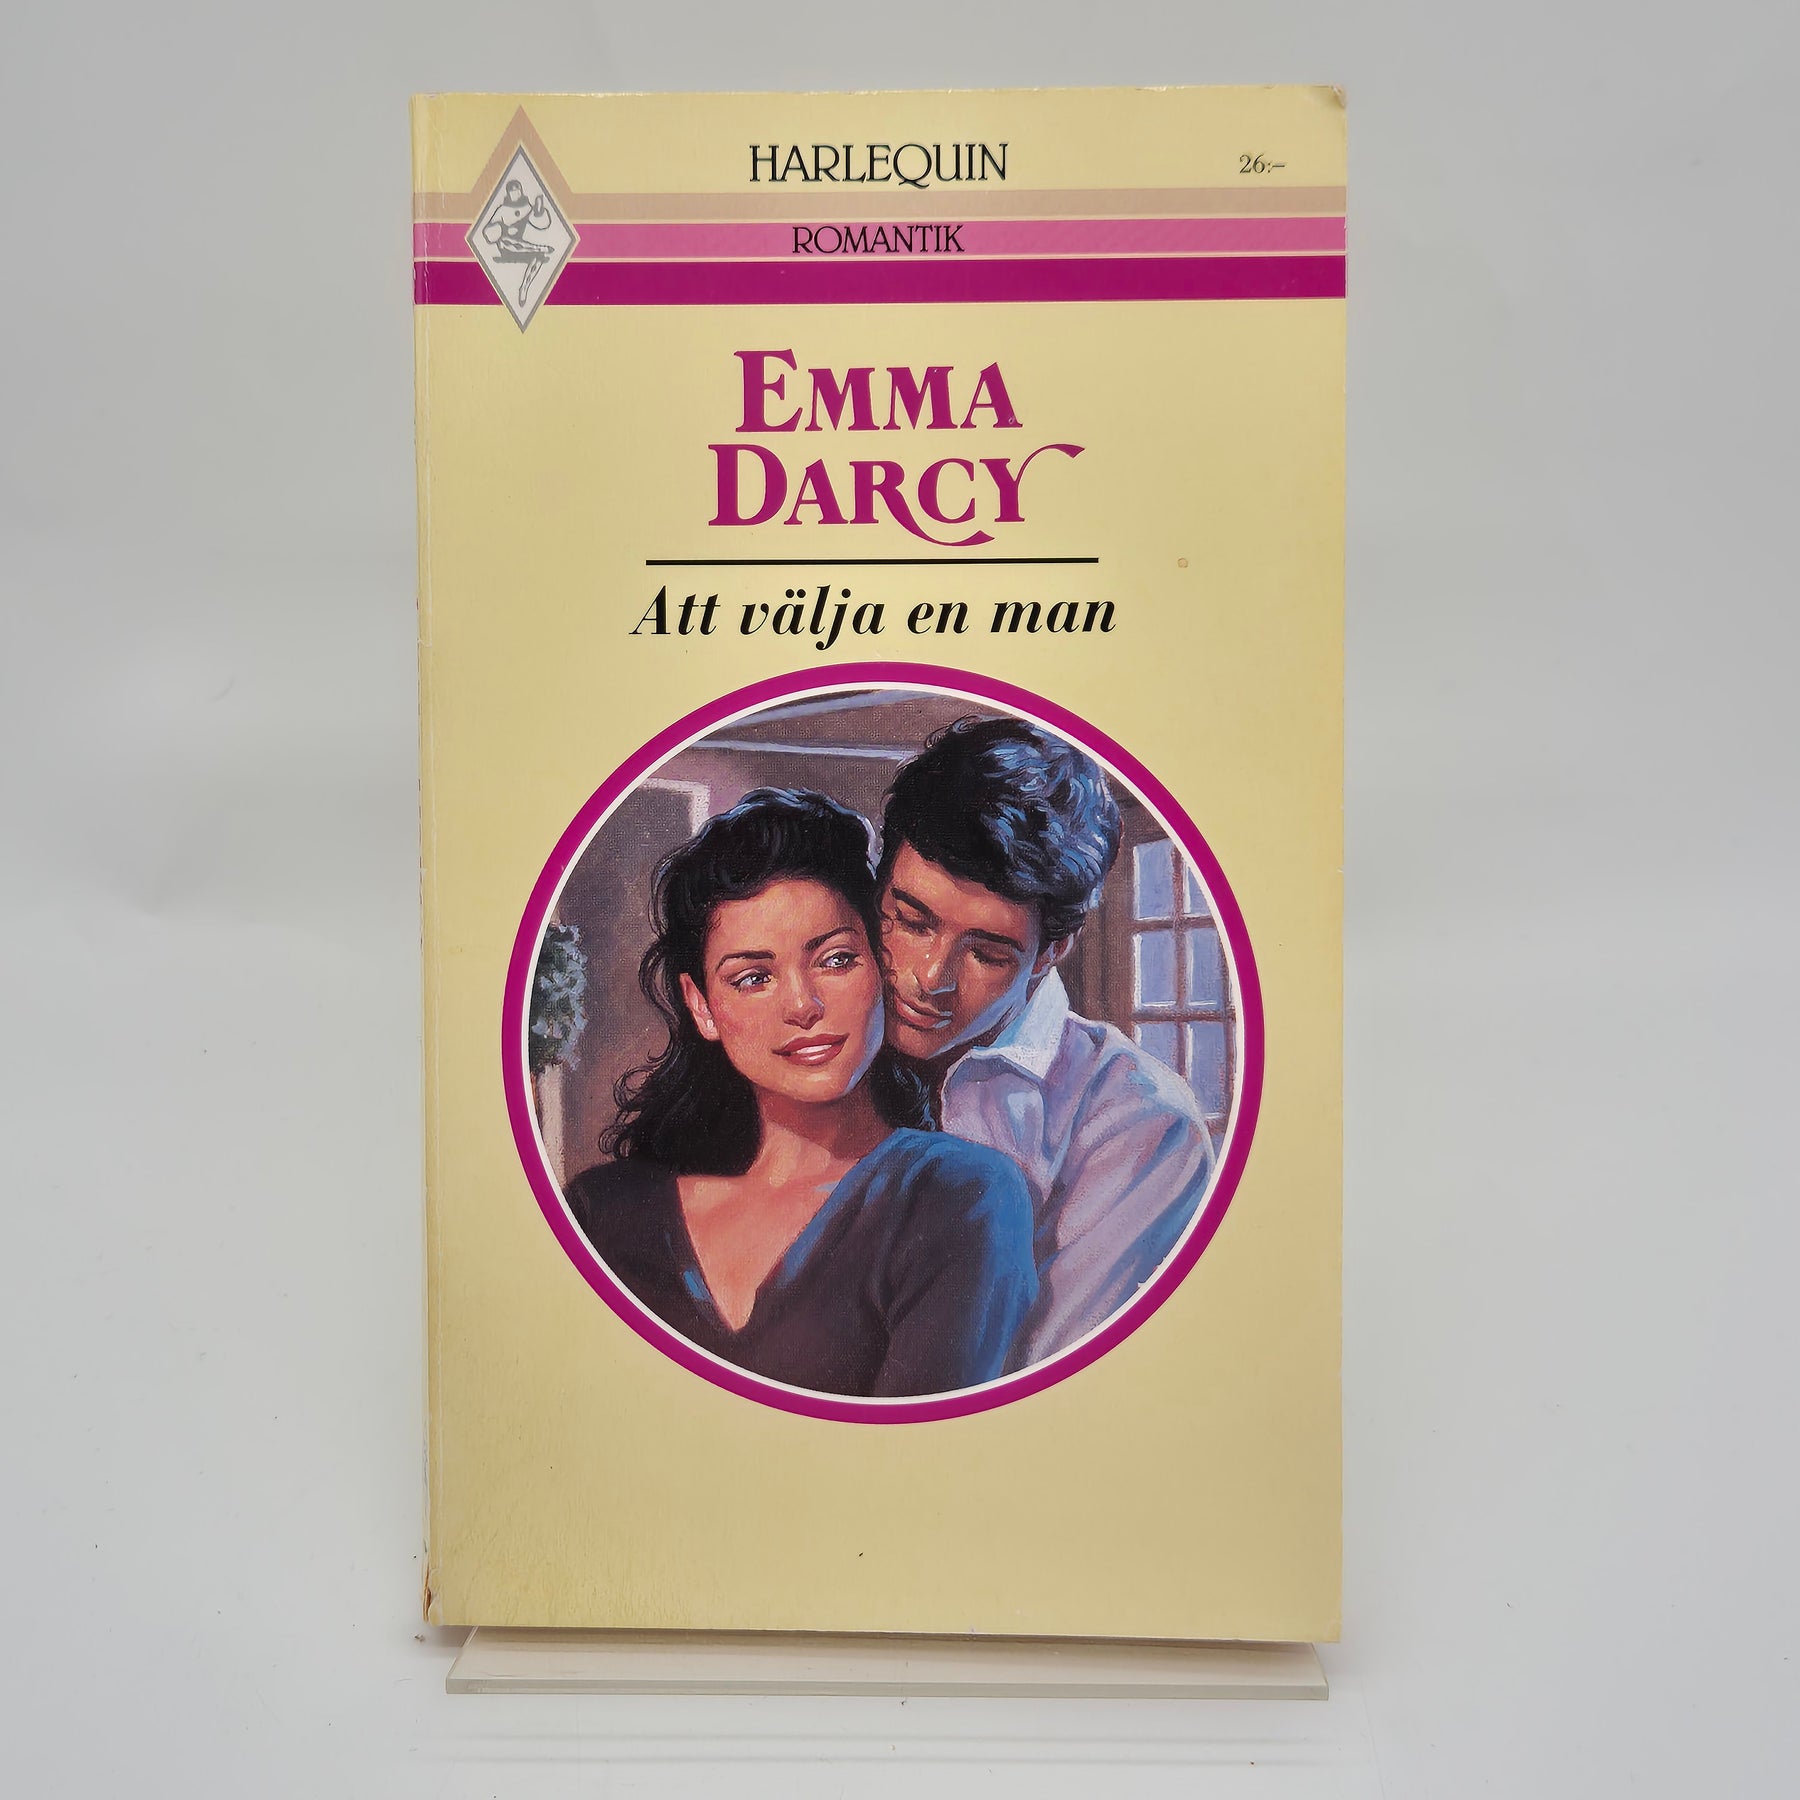 HARLEQUIN
26:–
ROMANTIK
EMMA
DARCY
Att välja en man